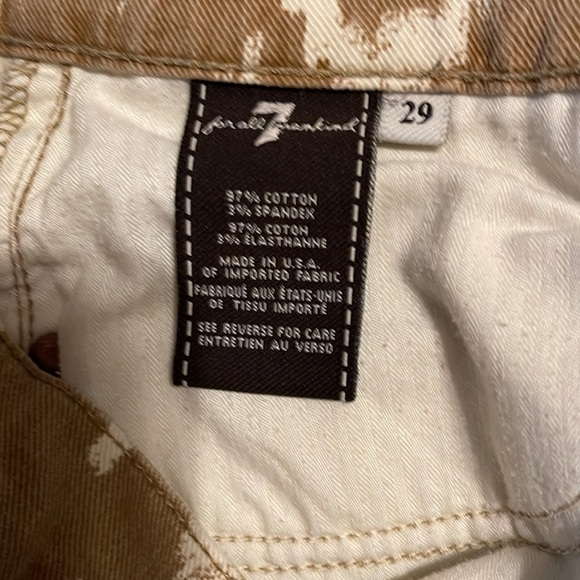 7
for all mankind
29
97% COTTON
3% SPANDEX
97% COTON
3% ÉLASTHANNE
MADE IN U.S.A.
OF IMPORTED FABRIC
FABRIQUÉ AUX ÉTATS-UNIS
DE TISSU IMPORTÉ
SEE REVERSE FOR CARE
ENTRETIEN AU VERSO